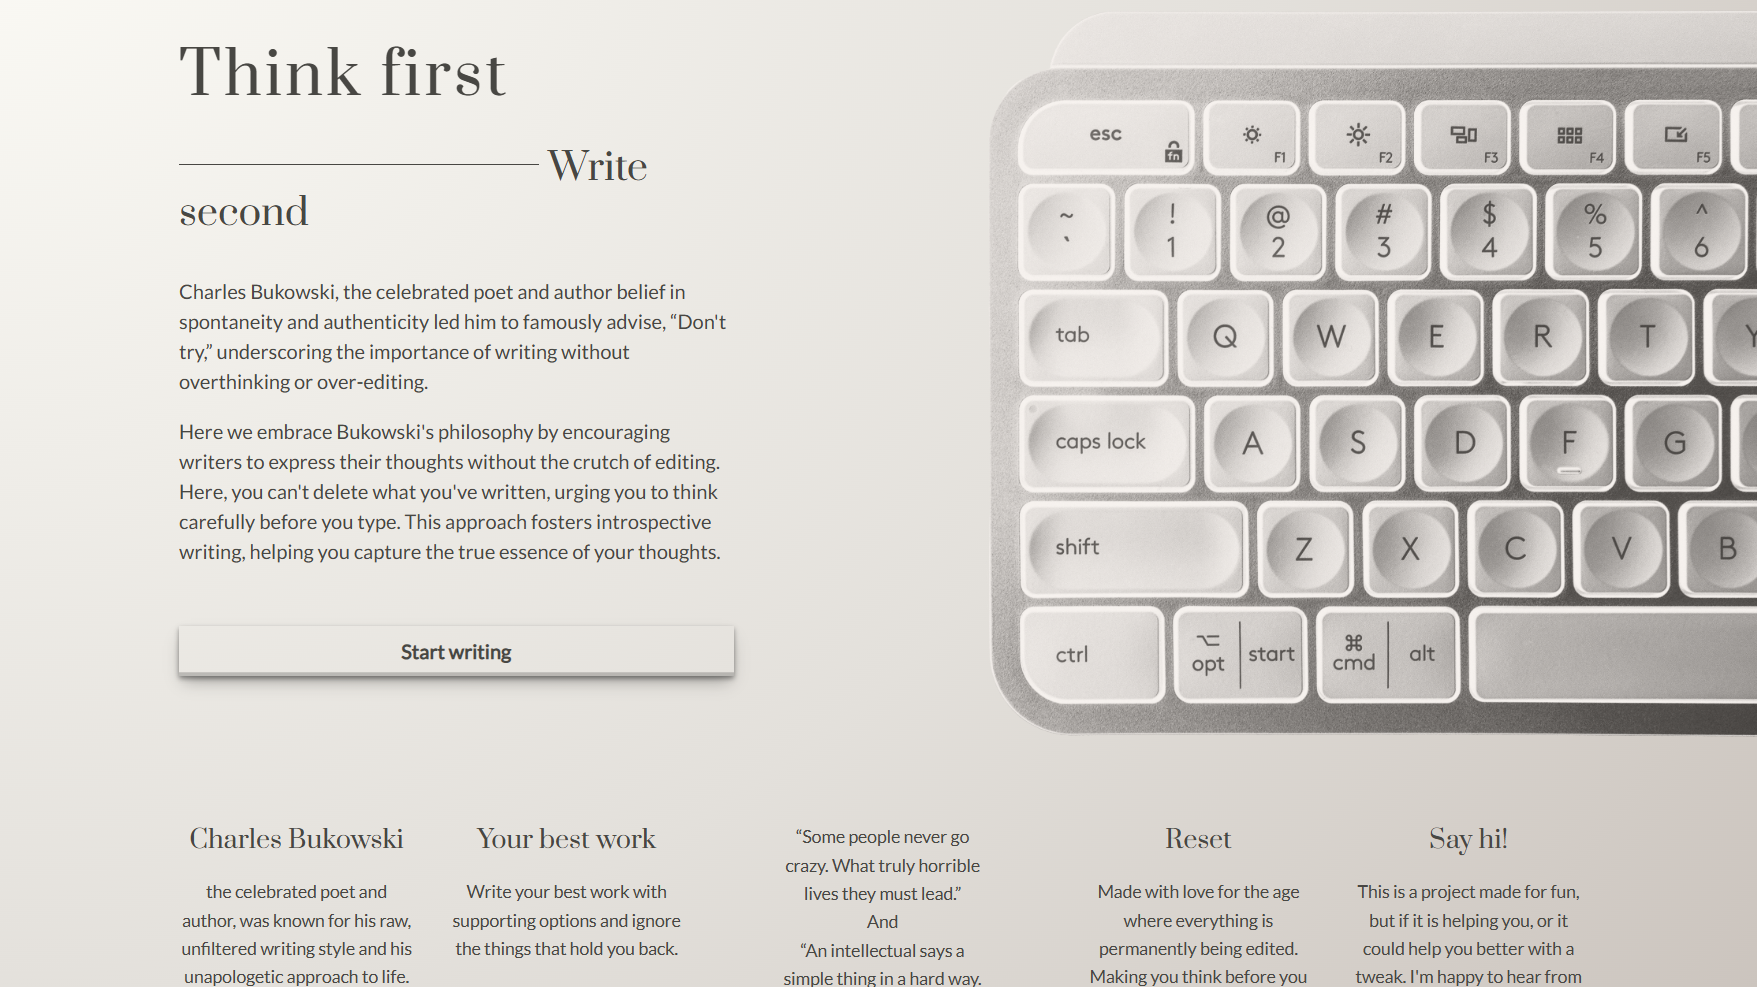 Think first
Write
second
Charles Bukowski, the celebrated poet and author belief in
spontaneity and authenticity led him to famously advise, “Don't
try,” underscoring the importance of writing without
overthinking or over-editing.
Here we embrace Bukowski's philosophy by encouraging
writers to express their thoughts without the crutch of editing.
Here, you can't delete what you've written, urging you to think
carefully before you type. This approach fosters introspective
writing, helping you capture the true essence of your thoughts.
Start writing
esc fn F1 F2 F3 F4 F5
~ ! @ # $ % ^
` 1 2 3 4 5 6
tab Q W E R T Y
caps lock A S D F G
shift Z X C V B
ctrl ⌥ opt start ⌘ cmd alt
Charles Bukowski
the celebrated poet and
author, was known for his raw,
unfiltered writing style and his
unapologetic approach to life.
Your best work
Write your best work with
supporting options and ignore
the things that hold you back.
“Some people never go
crazy. What truly horrible
lives they must lead.”
And
“An intellectual says a
simple thing in a hard way.
Reset
Made with love for the age
where everything is
permanently being edited.
Making you think before you
Say hi!
This is a project made for fun,
but if it is helping you, or it
could help you better with a
tweak. I'm happy to hear from